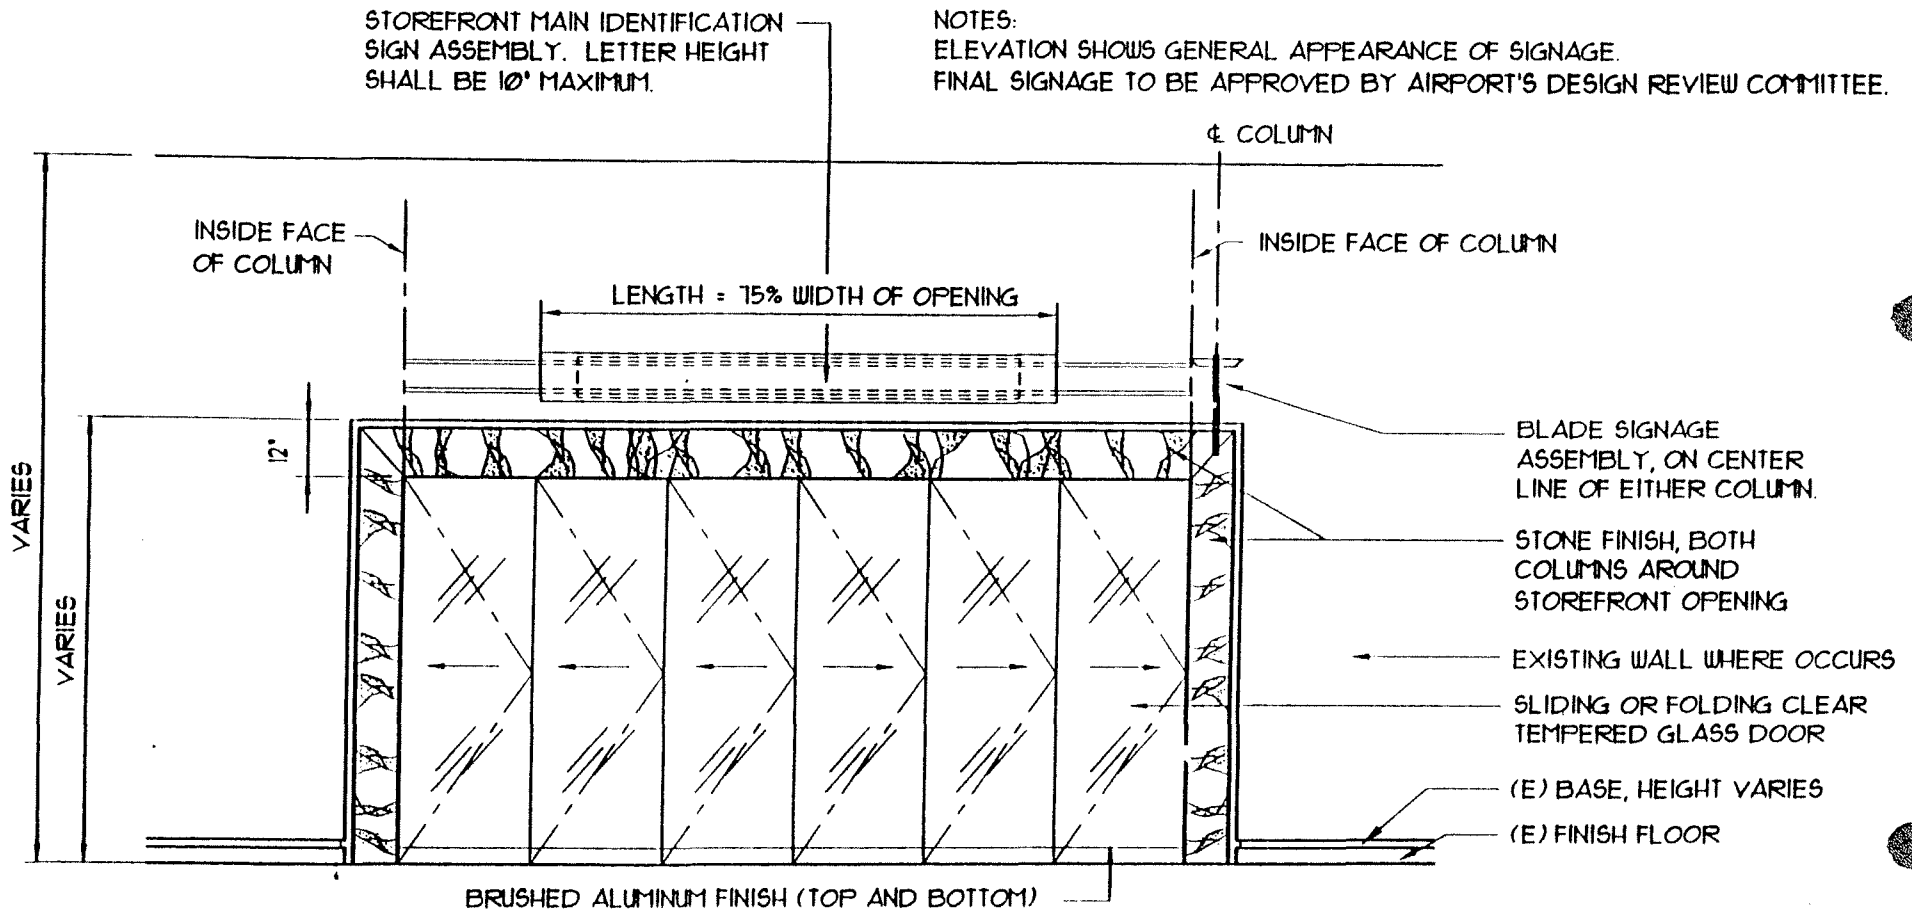 STOREFRONT MAIN IDENTIFICATION
SIGN ASSEMBLY. LETTER HEIGHT
SHALL BE 10" MAXIMUM.
NOTES:
ELEVATION SHOWS GENERAL APPEARANCE OF SIGNAGE.
FINAL SIGNAGE TO BE APPROVED BY AIRPORT'S DESIGN REVIEW COMMITTEE.
℄ COLUMN
INSIDE FACE
OF COLUMN
INSIDE FACE OF COLUMN
LENGTH = 75% WIDTH OF OPENING
12"
VARIES
VARIES
BLADE SIGNAGE
ASSEMBLY, ON CENTER
LINE OF EITHER COLUMN.
STONE FINISH, BOTH
COLUMNS AROUND
STOREFRONT OPENING
EXISTING WALL WHERE OCCURS
SLIDING OR FOLDING CLEAR
TEMPERED GLASS DOOR
(E) BASE, HEIGHT VARIES
(E) FINISH FLOOR
BRUSHED ALUMINUM FINISH (TOP AND BOTTOM)